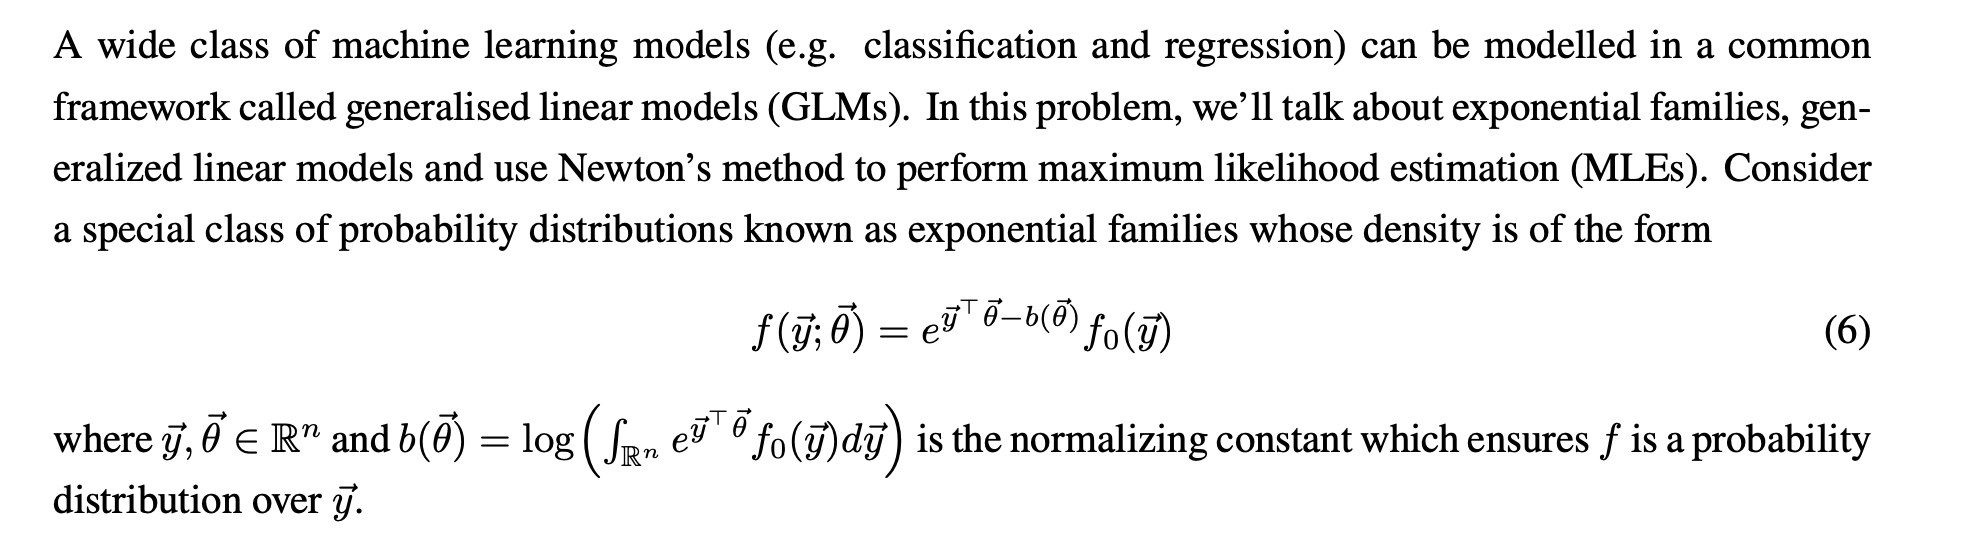 A wide class of machine learning models (e.g. classification and regression) can be modelled in a common
framework called generalised linear models (GLMs). In this problem, we'll talk about exponential families, gen-
eralized linear models and use Newton's method to perform maximum likelihood estimation (MLEs). Consider
a special class of probability distributions known as exponential families whose density is of the form
$f(\vec{y}; \vec{\theta}) = e^{\vec{y}^\top \vec{\theta} - b(\vec{\theta})} f_0(\vec{y})$ (6)
where $\vec{y}, \vec{\theta} \in \mathbb{R}^n$ and $b(\vec{\theta}) = \log\left(\int_{\mathbb{R}^n} e^{\vec{y}^\top \vec{\theta}} f_0(\vec{y}) d\vec{y}\right)$ is the normalizing constant which ensures $f$ is a probability
distribution over $\vec{y}$.